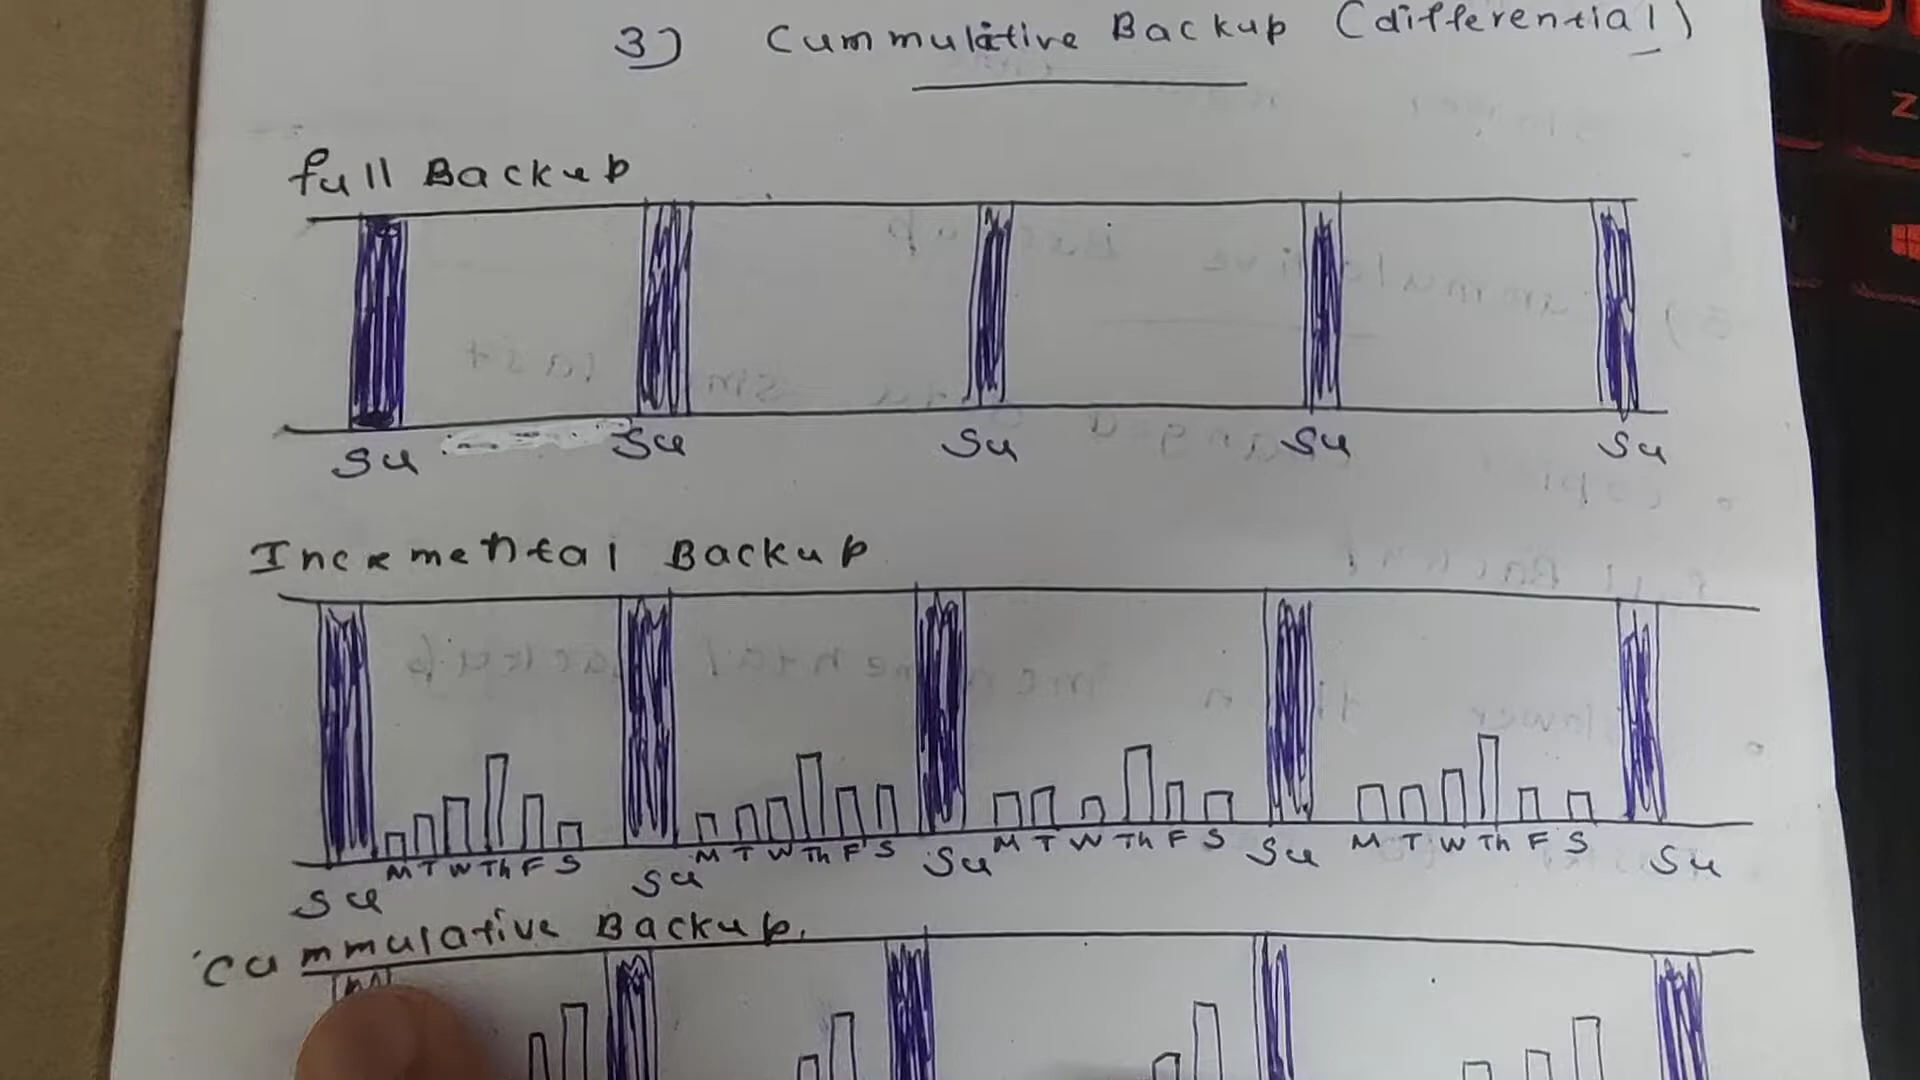 3) Cummulative Backup (differential)
full Backup
Su Su Su Su Su
Incremental Backup
M T W Th F S M T W Th F S M T W Th F S M T W Th F S
Su Su Su Su Su
Cummulative Backup.
Z